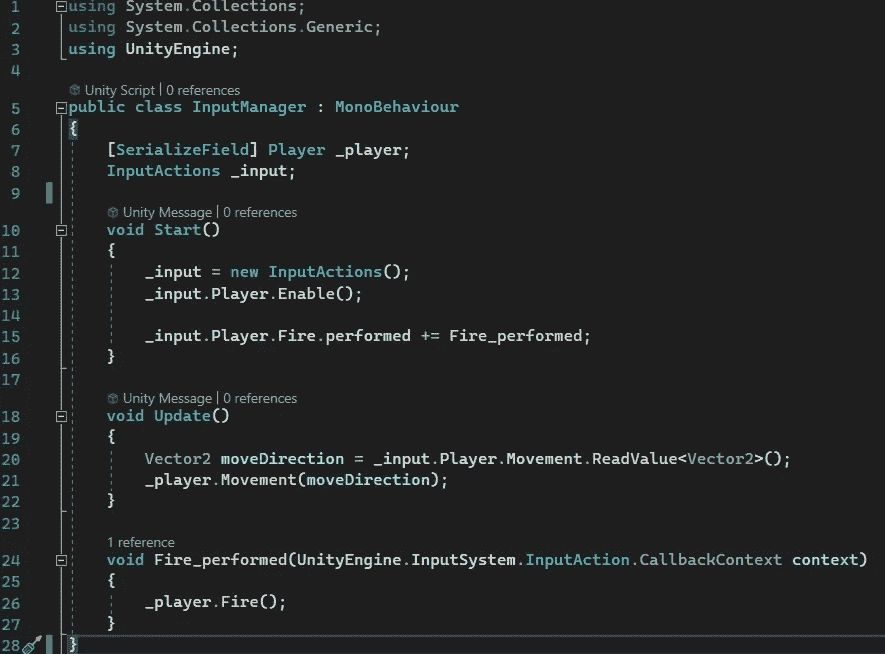 1 using System.Collections;
2 using System.Collections.Generic;
3 using UnityEngine;
4
Unity Script | 0 references
5 public class InputManager : MonoBehaviour
6 {
7 [SerializeField] Player _player;
8 InputActions _input;
9
Unity Message | 0 references
10 void Start()
11 {
12 _input = new InputActions();
13 _input.Player.Enable();
14
15 _input.Player.Fire.performed += Fire_performed;
16 }
17
Unity Message | 0 references
18 void Update()
19 {
20 Vector2 moveDirection = _input.Player.Movement.ReadValue<Vector2>();
21 _player.Movement(moveDirection);
22 }
23
1 reference
24 void Fire_performed(UnityEngine.InputSystem.InputAction.CallbackContext context)
25 {
26 _player.Fire();
27 }
28 }